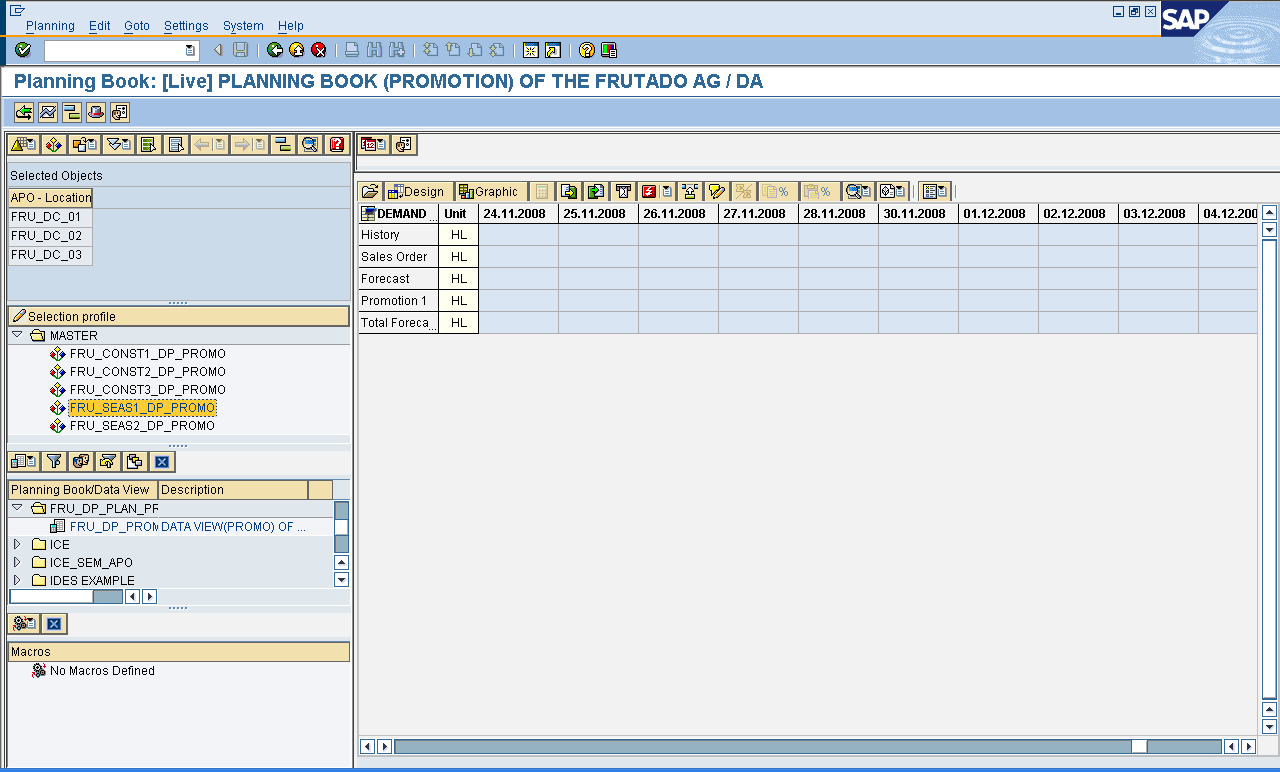 Planning Edit Goto Settings System Help
SAP
Planning Book: [Live] PLANNING BOOK (PROMOTION) OF THE FRUTADO AG / DA
Selected Objects
APO - Location
FRU_DC_01
FRU_DC_02
FRU_DC_03
Selection profile
MASTER
FRU_CONST1_DP_PROMO
FRU_CONST2_DP_PROMO
FRU_CONST3_DP_PROMO
FRU_SEAS1_DP_PROMO
FRU_SEAS2_DP_PROMO
Planning Book/Data View Description
FRU_DP_PLAN_PF
FRU_DP_PROM DATA VIEW(PROMO) OF ...
ICE
ICE_SEM_APO
IDES EXAMPLE
Macros
No Macros Defined
Design Graphic % %
DEMAND ... Unit 24.11.2008 25.11.2008 26.11.2008 27.11.2008 28.11.2008 30.11.2008 01.12.2008 02.12.2008 03.12.2008 04.12.200
History HL
Sales Order HL
Forecast HL
Promotion 1 HL
Total Foreca... HL